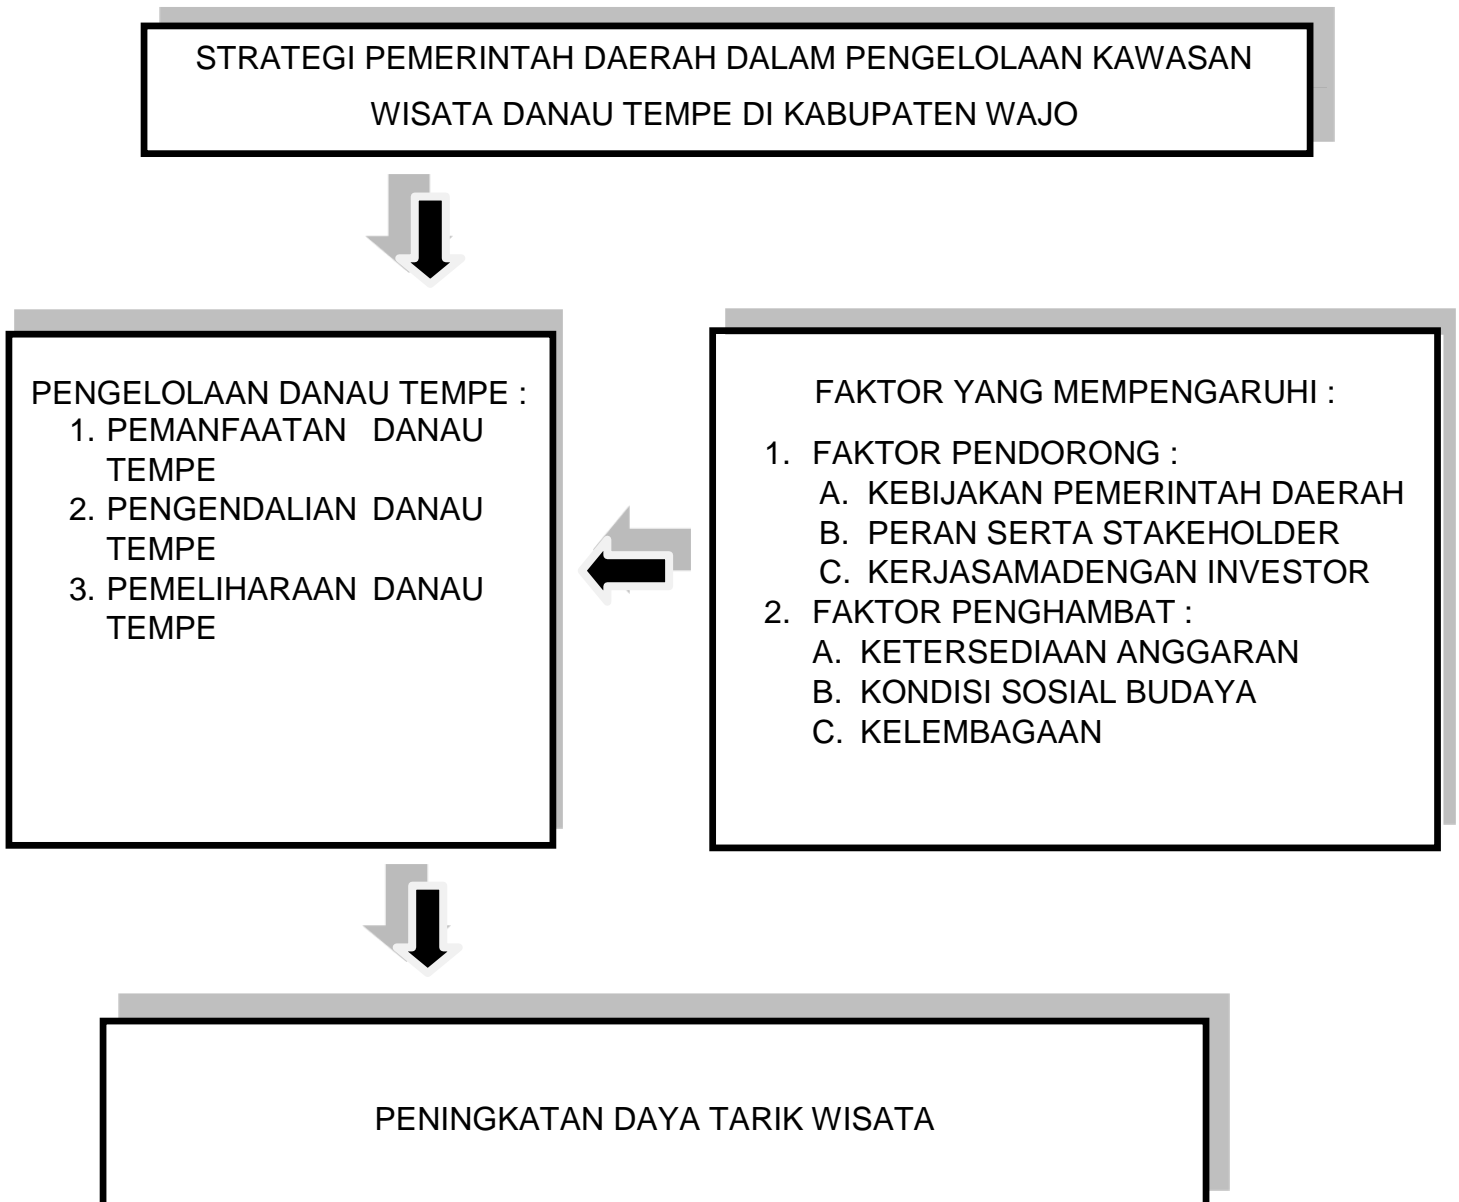 STRATEGI PEMERINTAH DAERAH DALAM PENGELOLAAN KAWASAN
WISATA DANAU TEMPE DI KABUPATEN WAJO
PENGELOLAAN DANAU TEMPE :
1. PEMANFAATAN DANAU
TEMPE
2. PENGENDALIAN DANAU
TEMPE
3. PEMELIHARAAN DANAU
TEMPE
FAKTOR YANG MEMPENGARUHI :
1. FAKTOR PENDORONG :
A. KEBIJAKAN PEMERINTAH DAERAH
B. PERAN SERTA STAKEHOLDER
C. KERJASAMADENGAN INVESTOR
2. FAKTOR PENGHAMBAT :
A. KETERSEDIAAN ANGGARAN
B. KONDISI SOSIAL BUDAYA
C. KELEMBAGAAN
PENINGKATAN DAYA TARIK WISATA